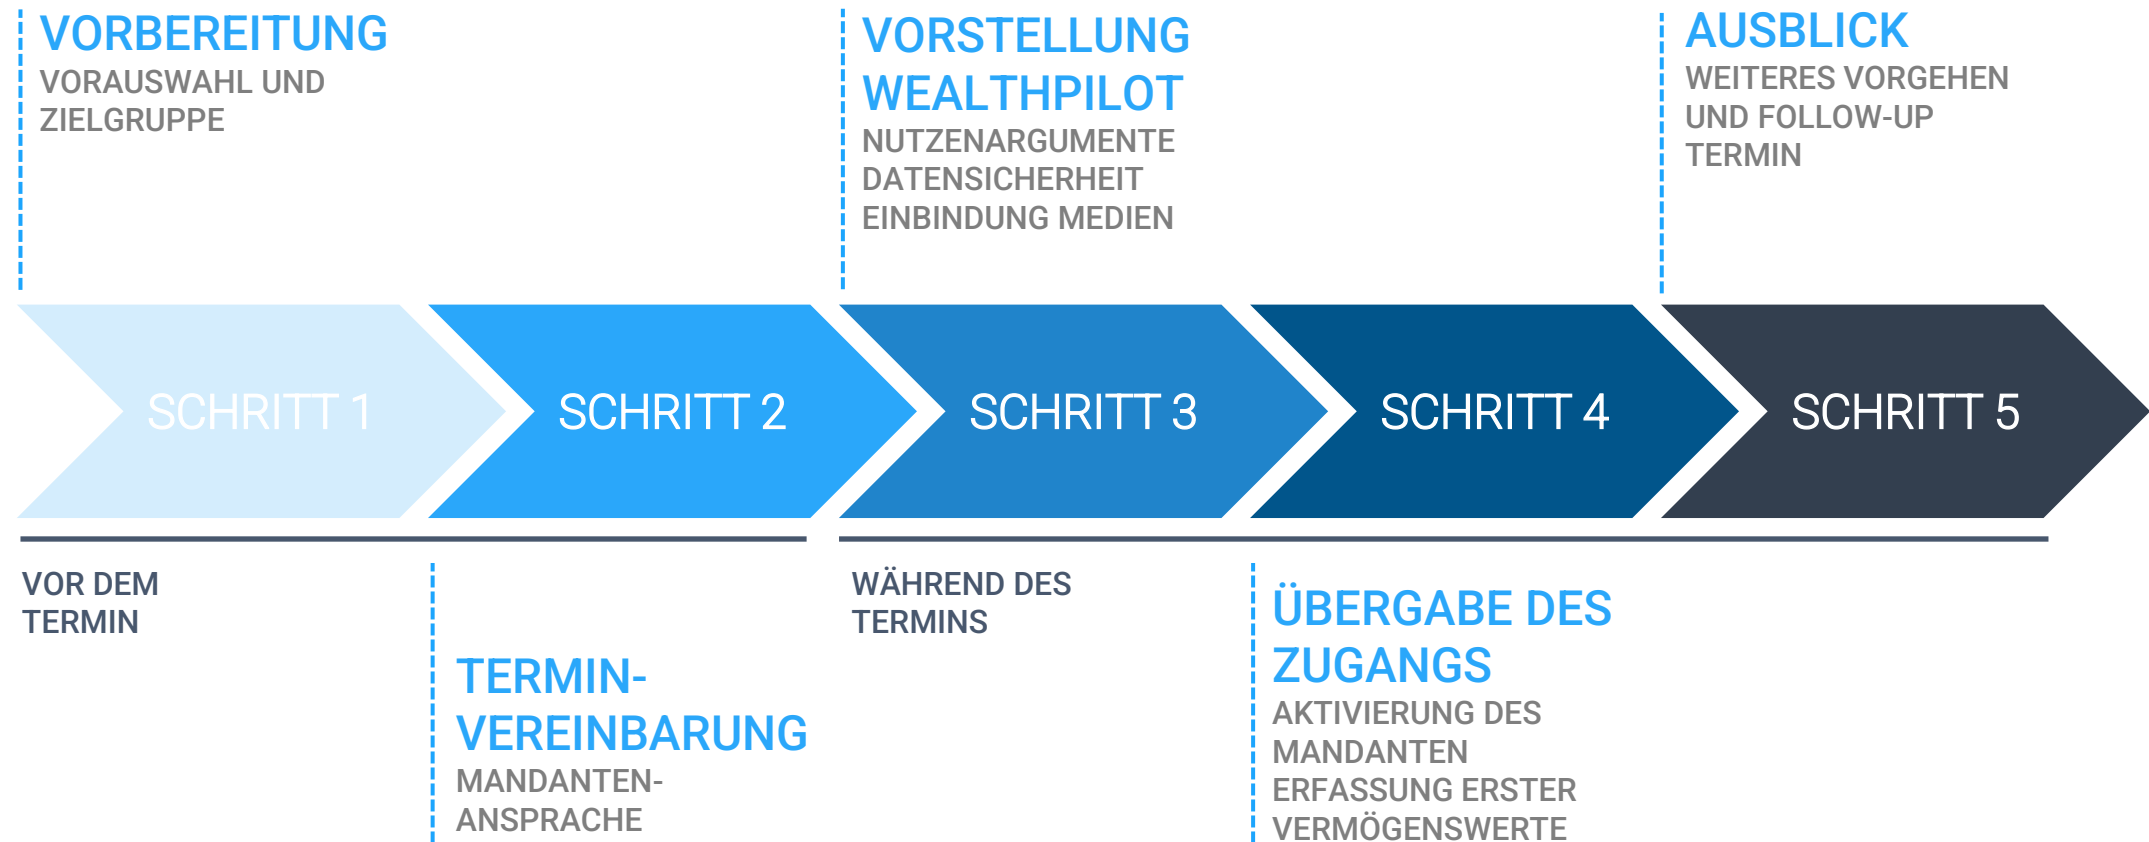 VORBEREITUNG
VORAUSWAHL UND
ZIELGRUPPE
VORSTELLUNG
WEALTHPILOT
NUTZENARGUMENTE
DATENSICHERHEIT
EINBINDUNG MEDIEN
AUSBLICK
WEITERES VORGEHEN
UND FOLLOW-UP
TERMIN
SCHRITT 1
SCHRITT 2
SCHRITT 3
SCHRITT 4
SCHRITT 5
VOR DEM
TERMIN
TERMIN-
VEREINBARUNG
MANDANTEN-
ANSPRACHE
WÄHREND DES
TERMINS
ÜBERGABE DES
ZUGANGS
AKTIVIERUNG DES
MANDANTEN
ERFASSUNG ERSTER
VERMÖGENSWERTE